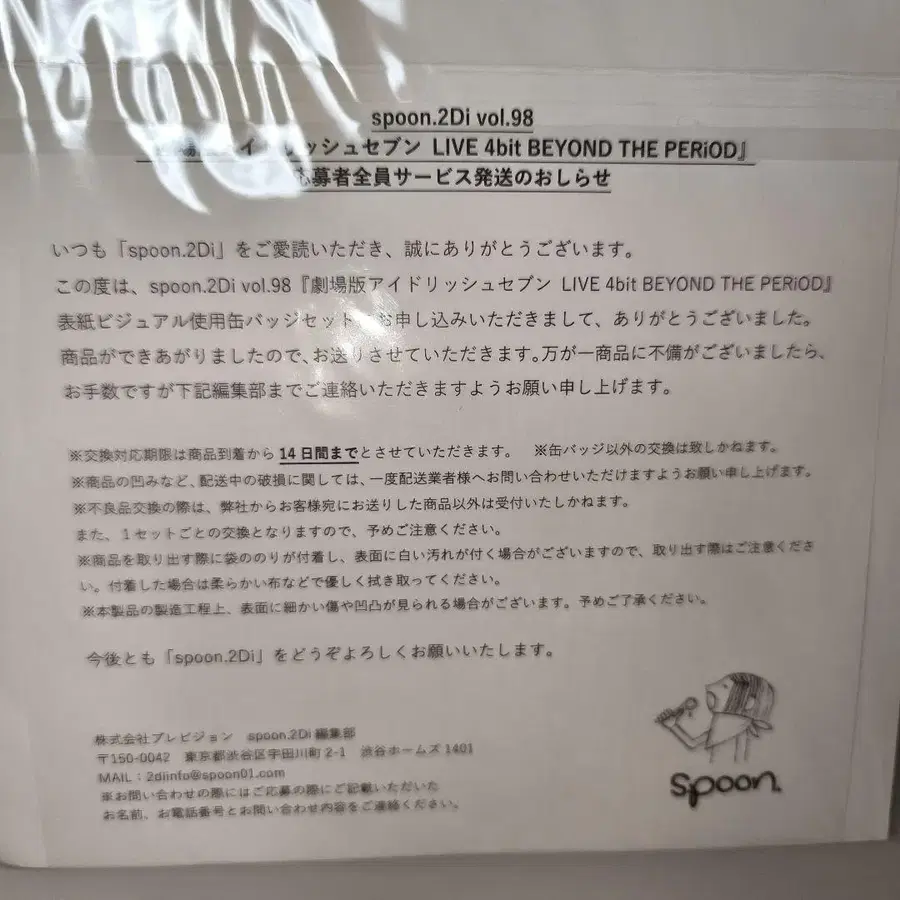 spoon.2Di vol.98
イドリッシュセブン LIVE 4bit BEYOND THE PERiOD』
応募者全員サービス発送のおしらせ
いつも「spoon.2Di」をご愛読いただき、誠にありがとうございます。
この度は、spoon.2Di vol.98『劇場版アイドリッシュセブン LIVE 4bit BEYOND THE PERiOD』
表紙ビジュアル使用缶バッジセット お申し込みいただきまして、ありがとうございました。
商品ができあがりましたので、お送りさせていただきます。万が一商品に不備がございましたら、
お手数ですが下記編集部までご連絡いただきますようお願い申し上げます。
※交換対応期限は商品到着から14日間までとさせていただきます。 ※缶バッジ以外の交換は致しかねます。
※商品の凹みなど、配送中の破損に関しては、一度配送業者様へお問い合わせいただけますようお願い申し上げます。
※不良品交換の際は、弊社からお客様宛にお送りした商品以外は受付いたしかねます。
また、1セットごとの交換となりますので、予めご注意ください。
※商品を取り出す際に袋ののりが付着し、表面に白い汚れが付く場合がございますので、取り出す際はご注意くださ
い。付着した場合は柔らかい布などで優しく拭き取ってください。
※本製品の製造工程上、表面に細かい傷や凹凸が見られる場合がございます。予めご了承ください。
今後とも「spoon.2Di」をどうぞよろしくお願いいたします。
株式会社プレビジョン spoon.2Di 編集部
〒150-0042 東京都渋谷区宇田川町 2-1 渋谷ホームズ 1401
MAIL：2diinfo@spoon01.com
※お問い合わせの際にはご応募の際にご記載いただいた
お名前、お電話番号とお問い合わせ内容をご連絡ください。
spoon.